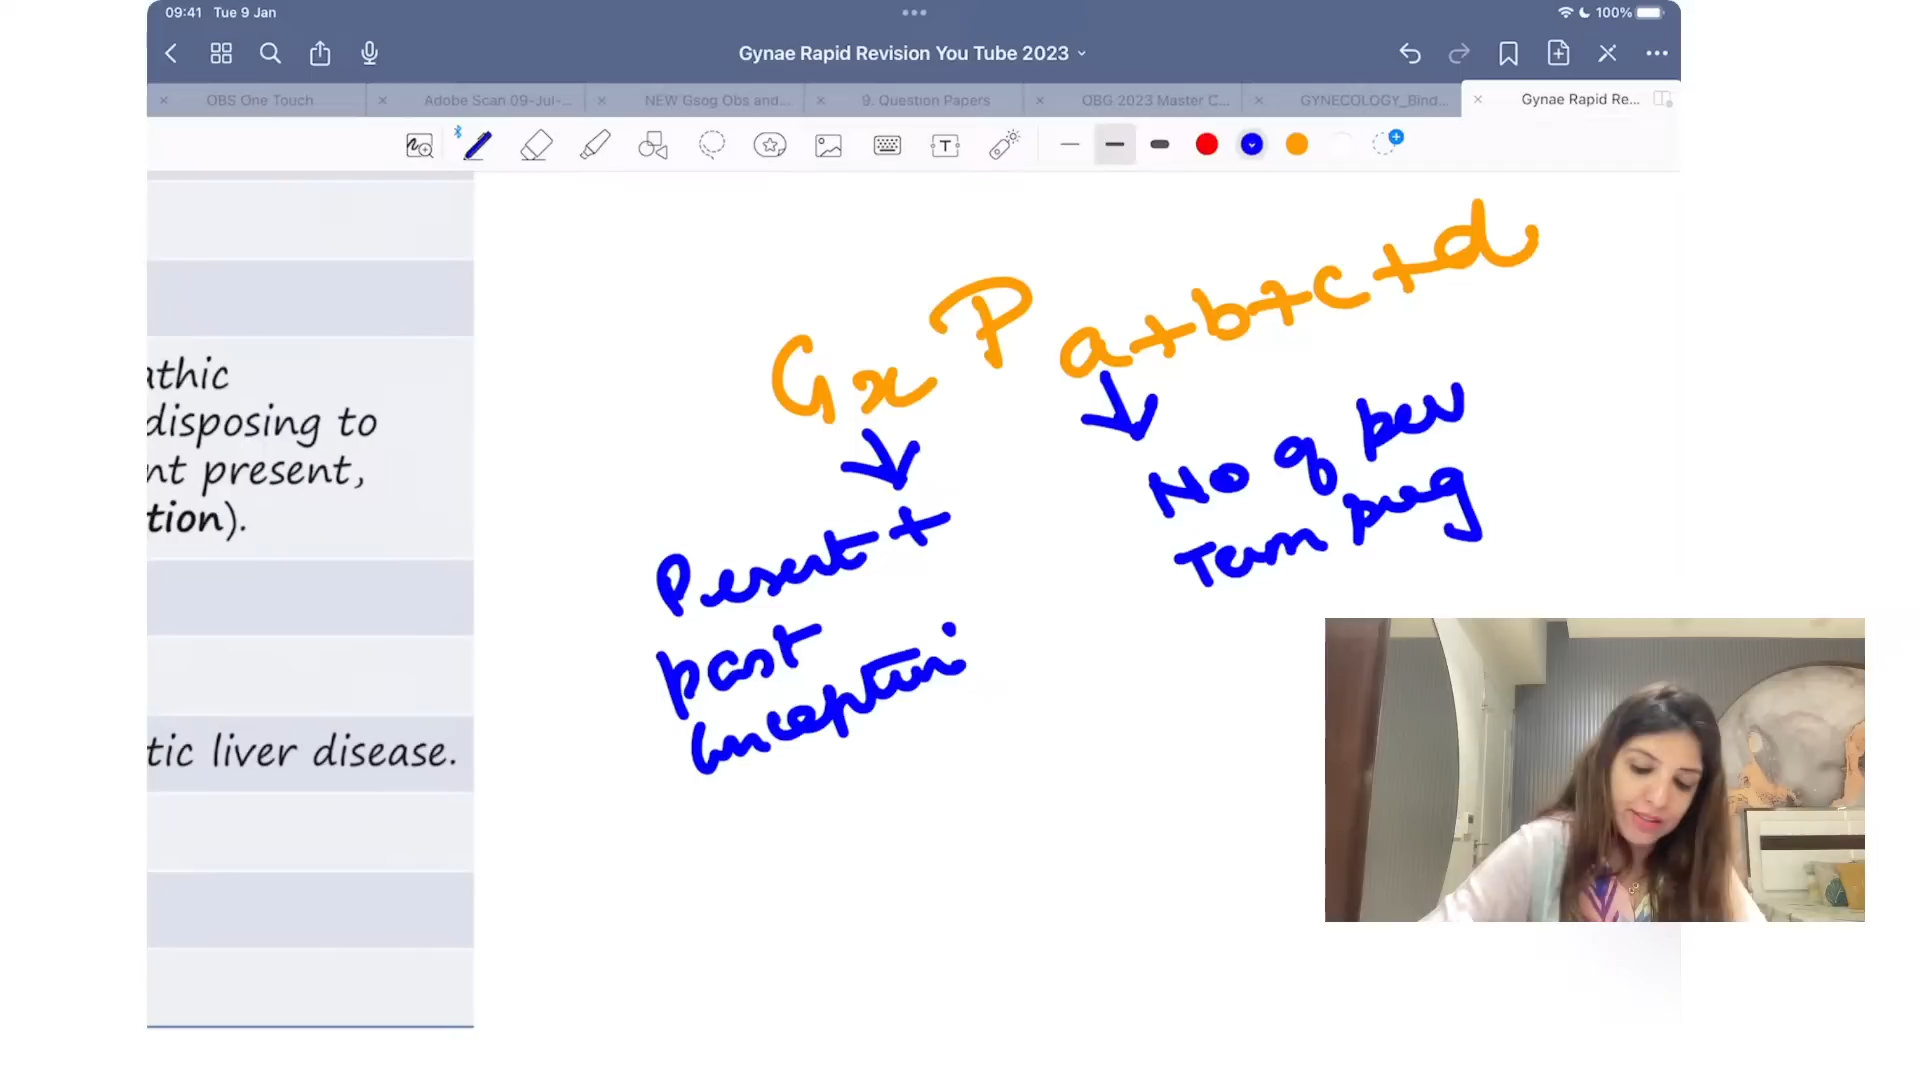 09:41 Tue 9 Jan
100%
Gynae Rapid Revision You Tube 2023
OBS One Touch
Adobe Scan 09-Jul-...
NEW Gsog Obs and...
9. Question Papers
OBG 2023 Master C...
GYNECOLOGY_Bind...
Gynae Rapid Re...
T
Gx P a+b+c+d
athic
disposing to
nt present,
tion).
tic liver disease.
Present +
past
Conception
No of prev
Term preg